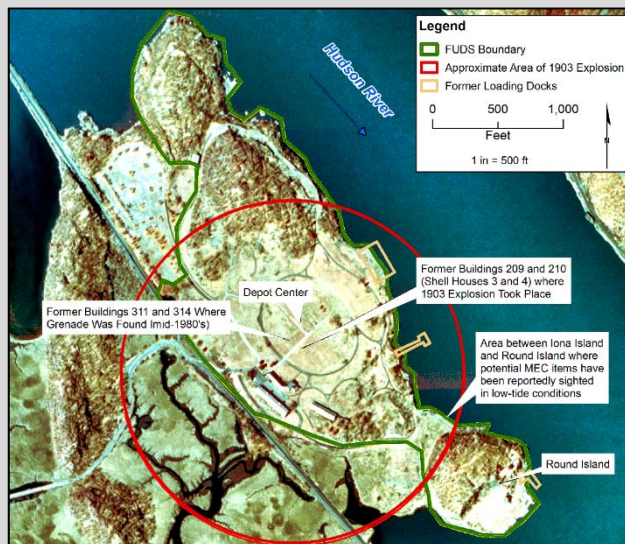 Legend
FUDS Boundary
Approximate Area of 1903 Explosion
Former Loading Docks
0 500 1,000
Feet
1 in = 500 ft
N
Hudson River
Former Buildings 209 and 210
(Shell Houses 3 and 4) where
1903 Explosion Took Place
Depot Center
Former Buildings 311 and 314 Where
Grenade Was Found (mid-1980's)
Area between Iona Island
and Round Island where
potential MEC items have
been reportedly sighted
in low-tide conditions
Round Island